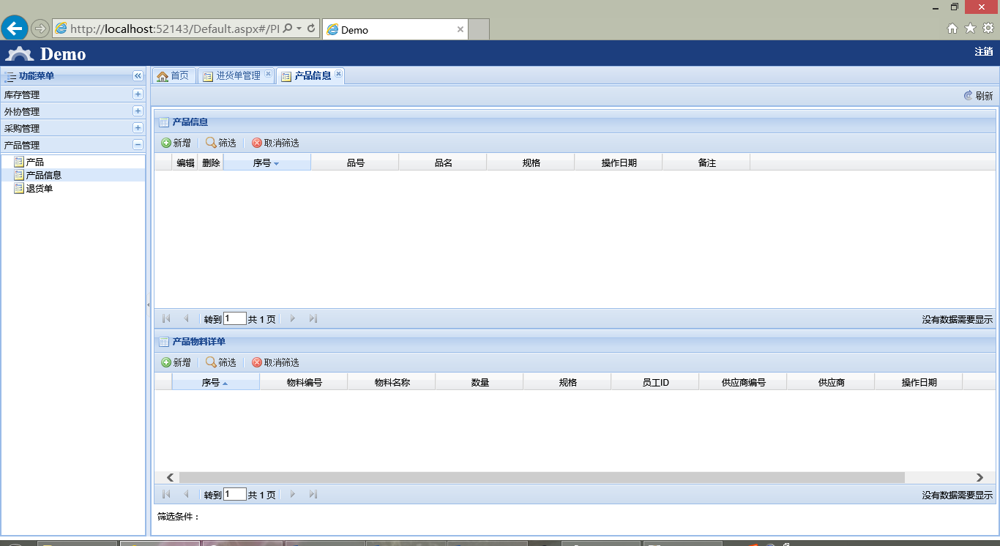 http://localhost:52143/Default.aspx#/PI
Demo
Demo
注销
功能菜单
首页
进货单管理
产品信息
库存管理
外协管理
采购管理
产品管理
产品
产品信息
退货单
刷新
产品信息
新增
筛选
取消筛选
编辑 删除 序号 品号 品名 规格 操作日期 备注
转到 1 共 1 页
没有数据需要显示
产品物料详单
新增
筛选
取消筛选
序号 物料编号 物料名称 数量 规格 员工ID 供应商编号 供应商 操作日期
转到 1 共 1 页
没有数据需要显示
筛选条件：